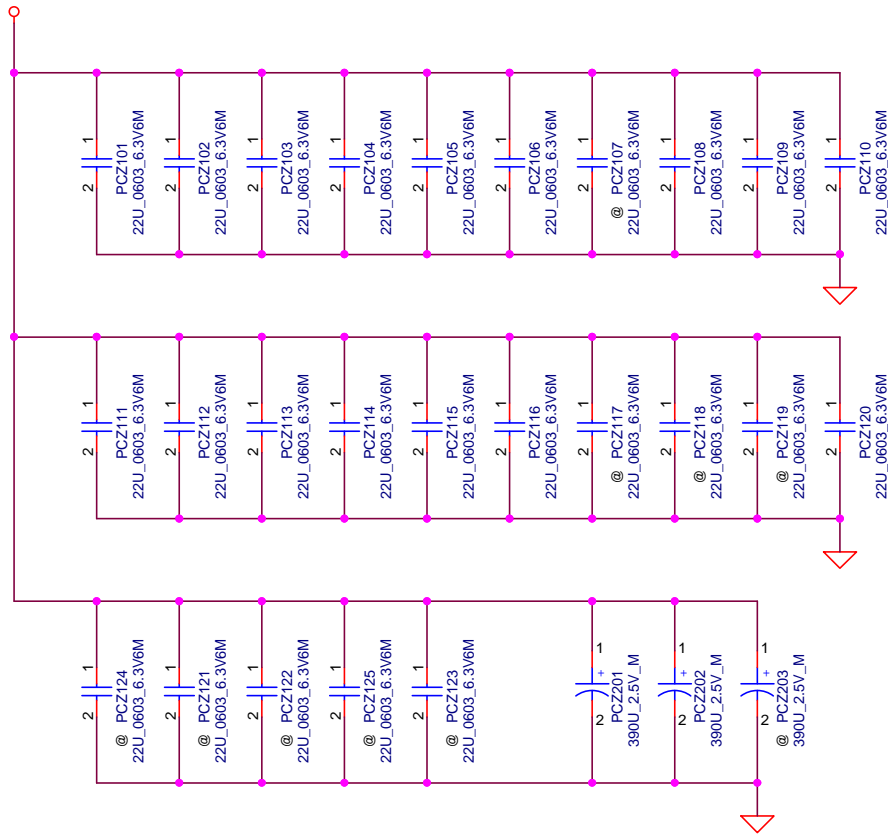 1
2
PCZ101
22U_0603_6.3V6M
1
2
PCZ102
22U_0603_6.3V6M
1
2
PCZ103
22U_0603_6.3V6M
1
2
PCZ104
22U_0603_6.3V6M
1
2
PCZ105
22U_0603_6.3V6M
1
2
PCZ106
22U_0603_6.3V6M
1
2
@ PCZ107
22U_0603_6.3V6M
1
2
PCZ108
22U_0603_6.3V6M
1
2
PCZ109
22U_0603_6.3V6M
1
2
PCZ110
22U_0603_6.3V6M
1
2
PCZ111
22U_0603_6.3V6M
1
2
PCZ112
22U_0603_6.3V6M
1
2
PCZ113
22U_0603_6.3V6M
1
2
PCZ114
22U_0603_6.3V6M
1
2
PCZ115
22U_0603_6.3V6M
1
2
PCZ116
22U_0603_6.3V6M
1
2
@ PCZ117
22U_0603_6.3V6M
1
2
@ PCZ118
22U_0603_6.3V6M
1
2
@ PCZ119
22U_0603_6.3V6M
1
2
PCZ120
22U_0603_6.3V6M
1
2
@ PCZ124
22U_0603_6.3V6M
1
2
@ PCZ121
22U_0603_6.3V6M
1
2
@ PCZ122
22U_0603_6.3V6M
1
2
@ PCZ125
22U_0603_6.3V6M
1
2
@ PCZ123
22U_0603_6.3V6M
1
+
2
PCZ201
390U_2.5V_M
1
+
2
PCZ202
390U_2.5V_M
1
+
2
@ PCZ203
390U_2.5V_M